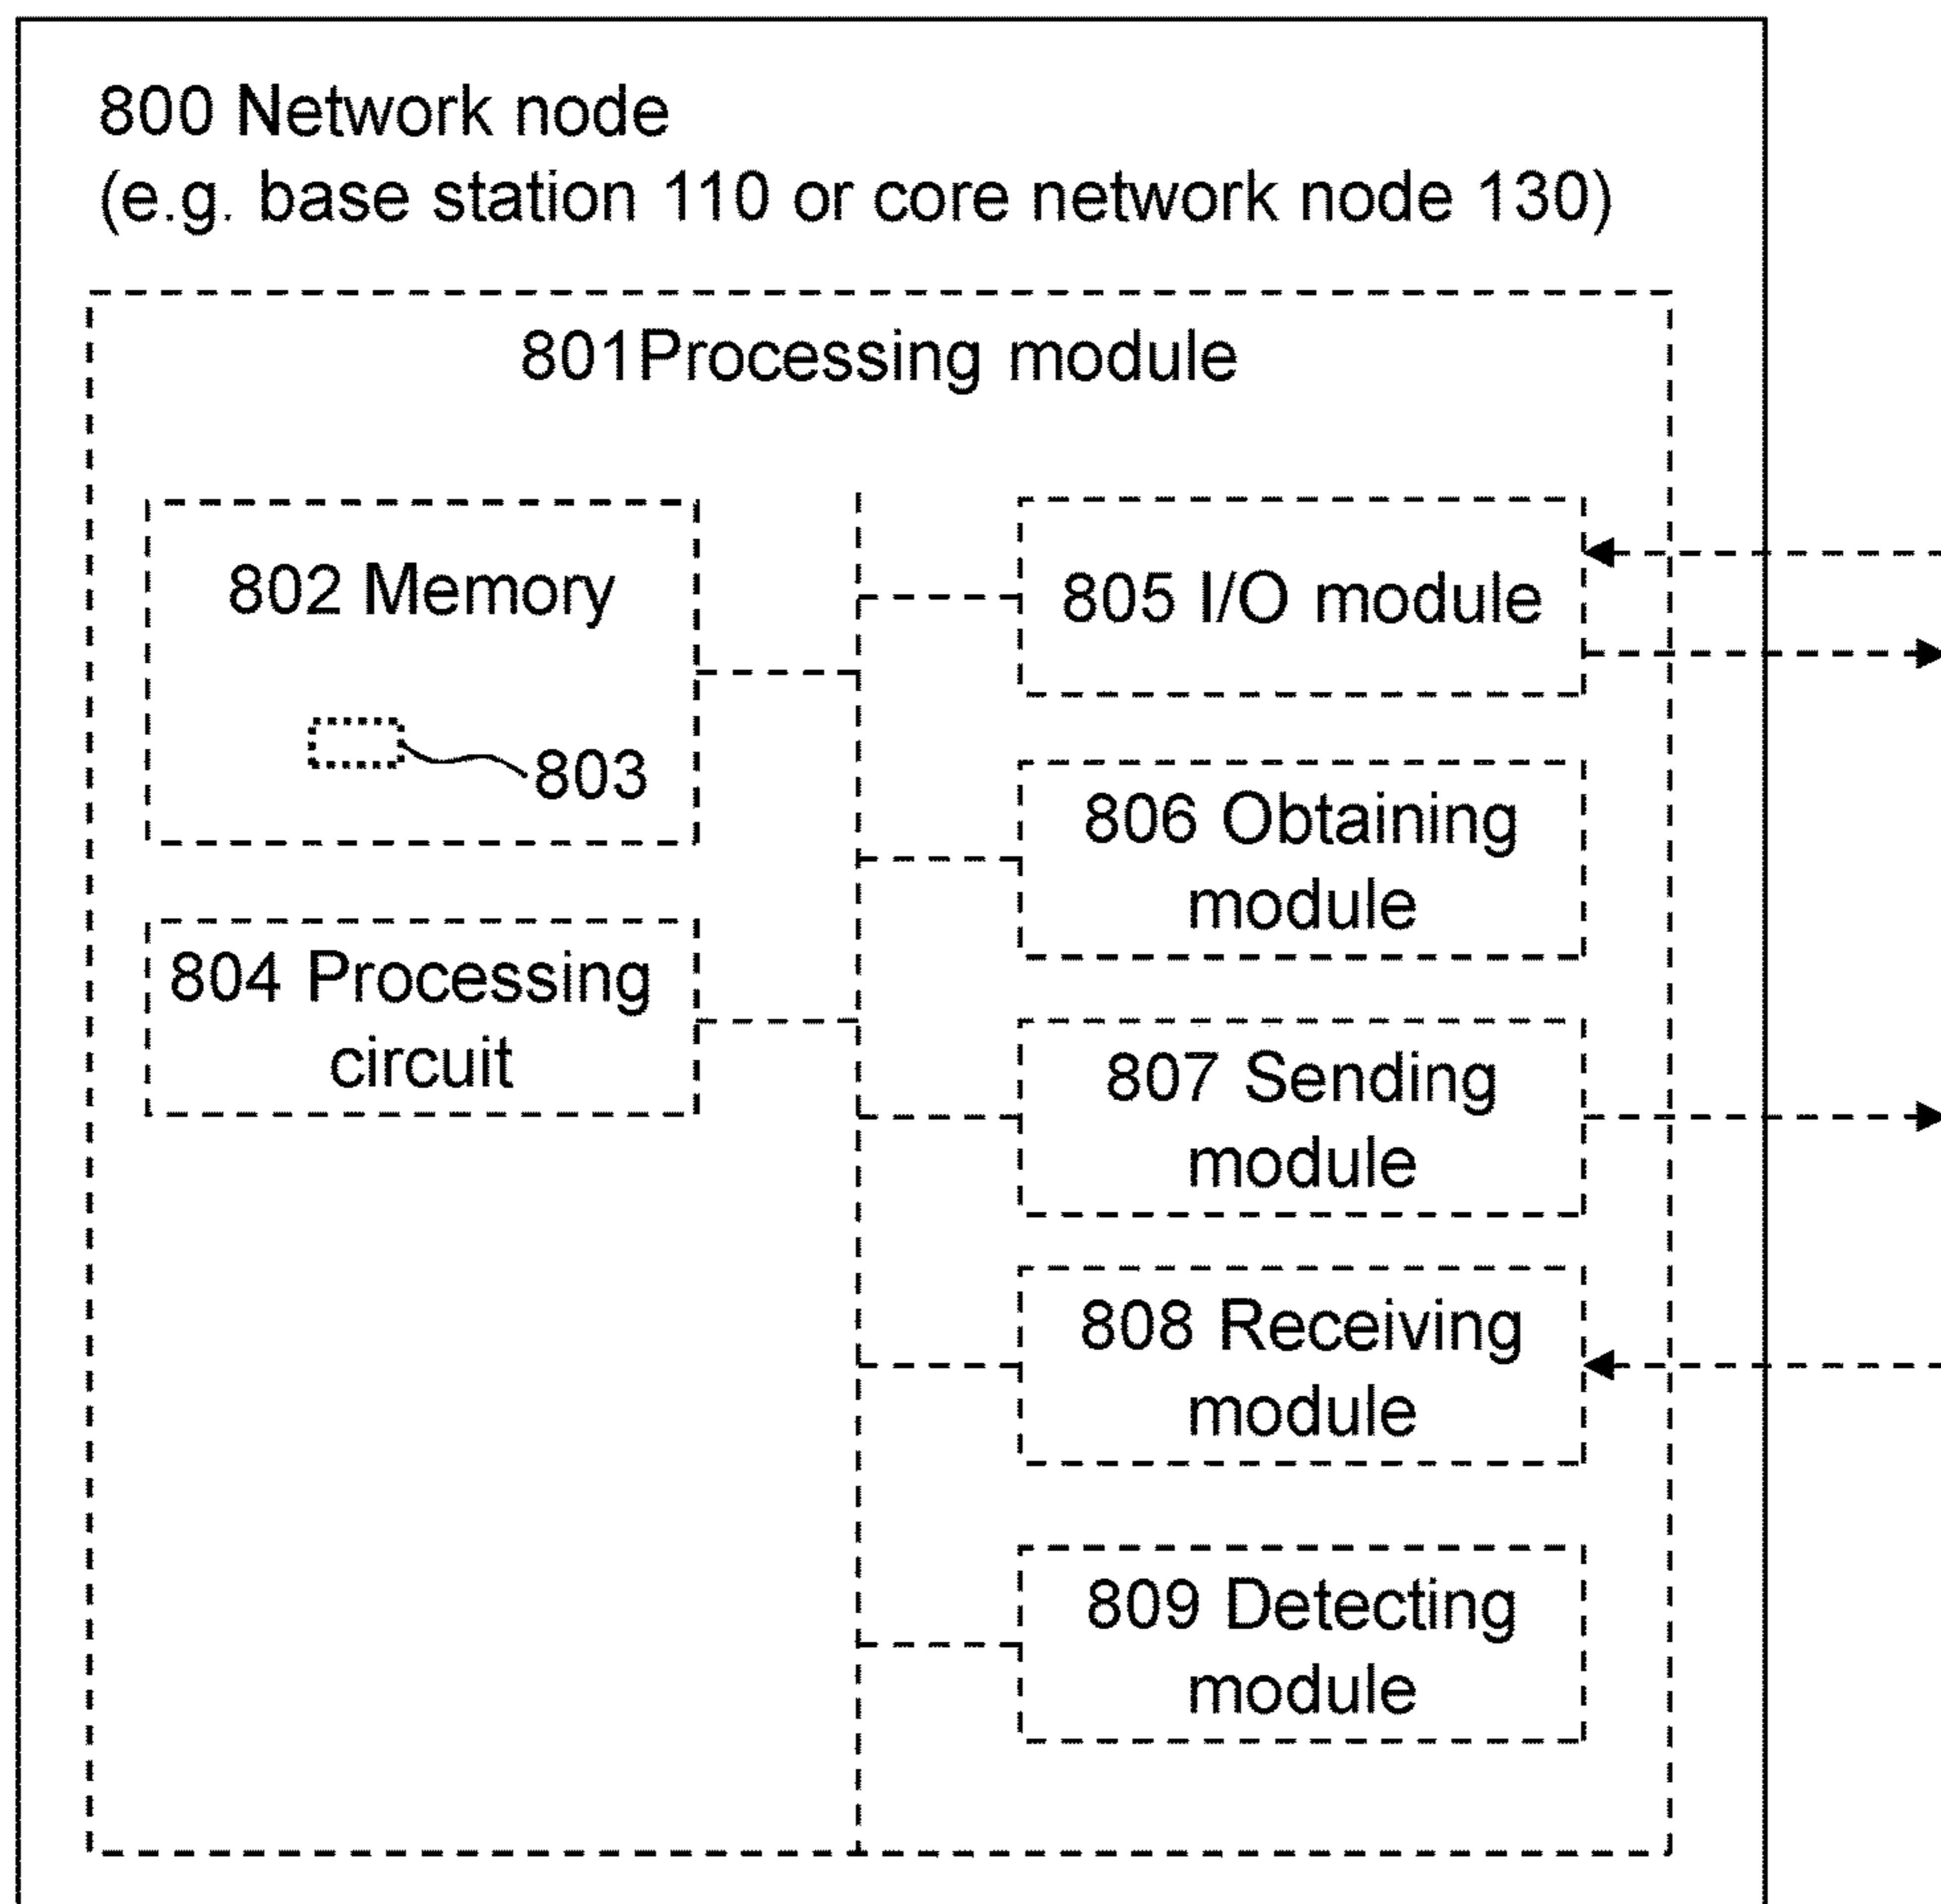 800 Network node
(e.g. base station 110 or core network node 130)
801Processing module
802 Memory
803
804 Processing
circuit
805 I/O module
806 Obtaining
module
807 Sending
module
808 Receiving
module
809 Detecting
module